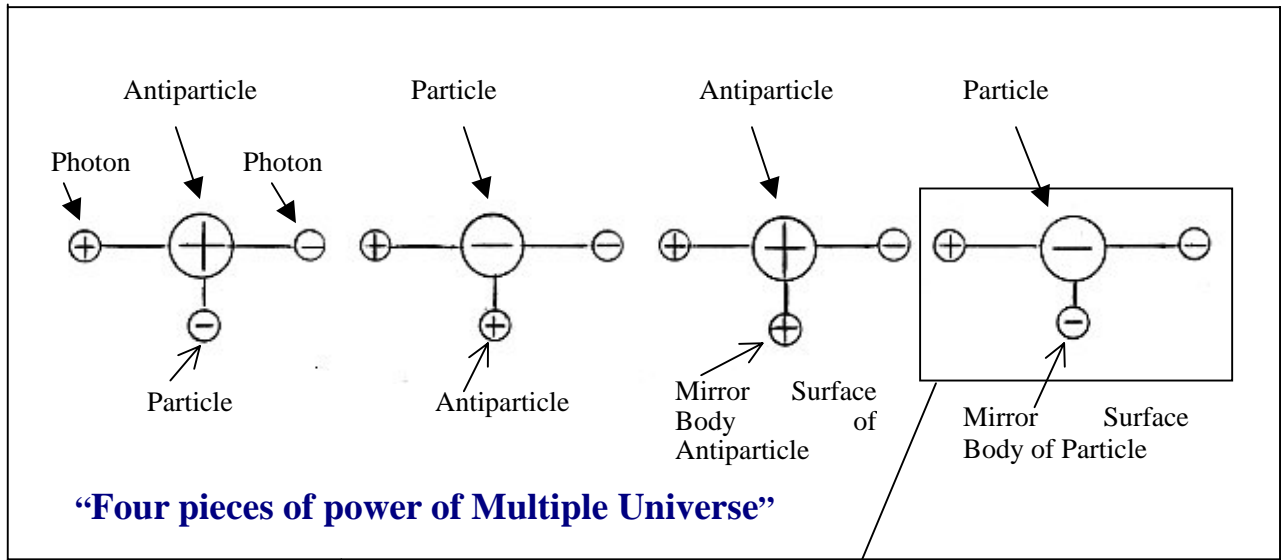 Antiparticle Particle Antiparticle Particle
Photon Photon
+ + − + − − + + − + − −
− + + −
Particle Antiparticle Mirror Surface Body of Antiparticle Mirror Surface Body of Particle
“Four pieces of power of Multiple Universe”